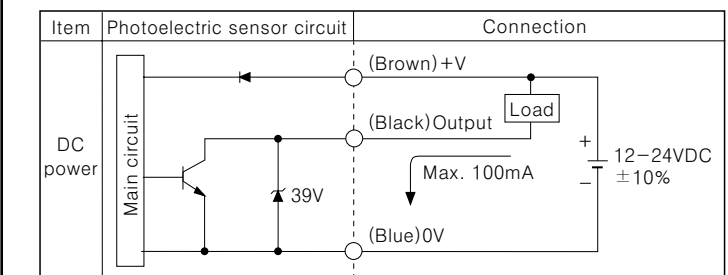 Item
Photoelectric sensor circuit
Connection
DC
power
Main circuit
(Brown)+V
(Black)Output
Load
39V
Max. 100mA
(Blue)0V
+
12-24VDC
−
±10%